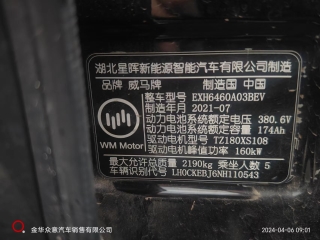 湖北星晖新能源智能汽车有限公司制造
品牌 威马牌 制造国 中国
整车型号 EXH6460A03BEV
制造年月 2021-07
动力电池系统额定电压 380.6V
动力电池系统额定容量 174Ah
驱动电机型号 TZ180XS108
驱动电机峰值功率 160kW
WM Motor
最大允许总质量 2190kg 乘坐人数 5
车辆识别代号 LH0CKEBJ6NH110543
金华众意汽车销售有限公司
2024-04-06 09:01